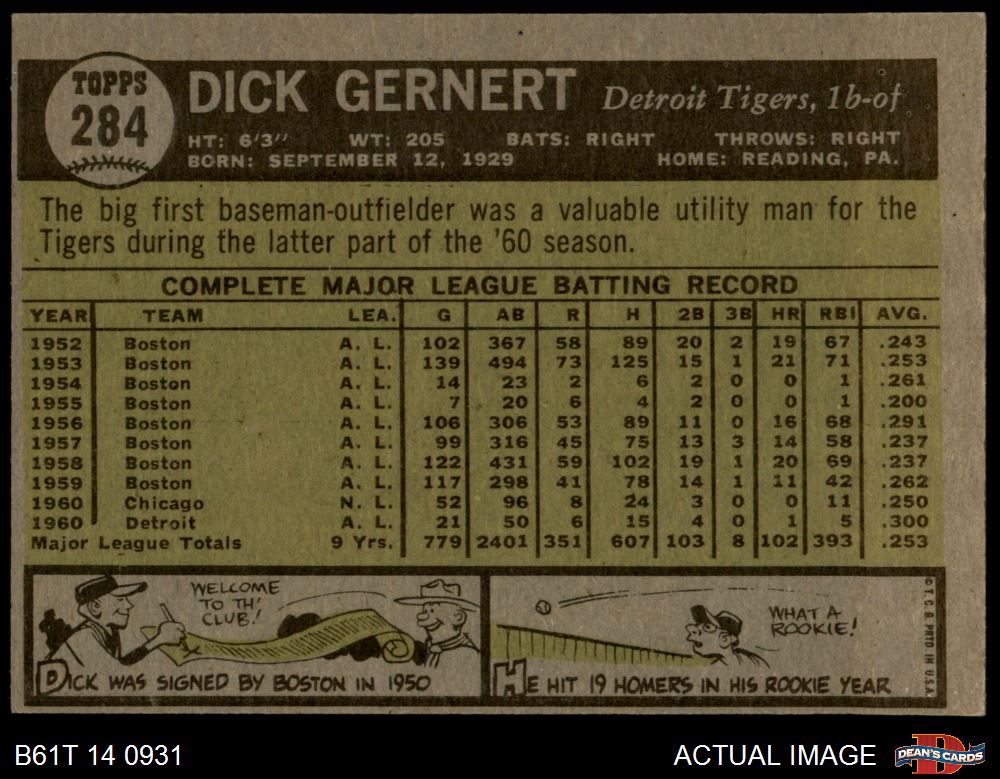 TOPPS
284
DICK GERNERT Detroit Tigers, 1b-of
HT: 6'3" WT: 205 BATS: RIGHT THROWS: RIGHT
BORN: SEPTEMBER 12, 1929 HOME: READING, PA.
The big first baseman-outfielder was a valuable utility man for the
Tigers during the latter part of the '60 season.
COMPLETE MAJOR LEAGUE BATTING RECORD
YEAR TEAM LEA. G AB R H 2B 3B HR RBI AVG.
1952 Boston A. L. 102 367 58 89 20 2 19 67 .243
1953 Boston A. L. 139 494 73 125 15 1 21 71 .253
1954 Boston A. L. 14 23 2 6 2 0 0 1 .261
1955 Boston A. L. 7 20 6 4 2 0 0 1 .200
1956 Boston A. L. 106 306 53 89 11 0 16 68 .291
1957 Boston A. L. 99 316 45 75 13 3 14 58 .237
1958 Boston A. L. 122 431 59 102 19 1 20 69 .237
1959 Boston A. L. 117 298 41 78 14 1 11 42 .262
1960 Chicago N. L. 52 96 8 24 3 0 0 11 .250
1960 Detroit A. L. 21 50 6 15 4 0 1 5 .300
Major League Totals 9 Yrs. 779 2401 351 607 103 8 102 393 .253
WELCOME
TO TH'
CLUB!
DICK WAS SIGNED BY BOSTON IN 1950
WHAT A
ROOKIE!
HE HIT 19 HOMERS IN HIS ROOKIE YEAR
© T. C. G. PRTD. IN U.S.A.
B61T 14 0931
ACTUAL IMAGE
DEAN'S CARDS